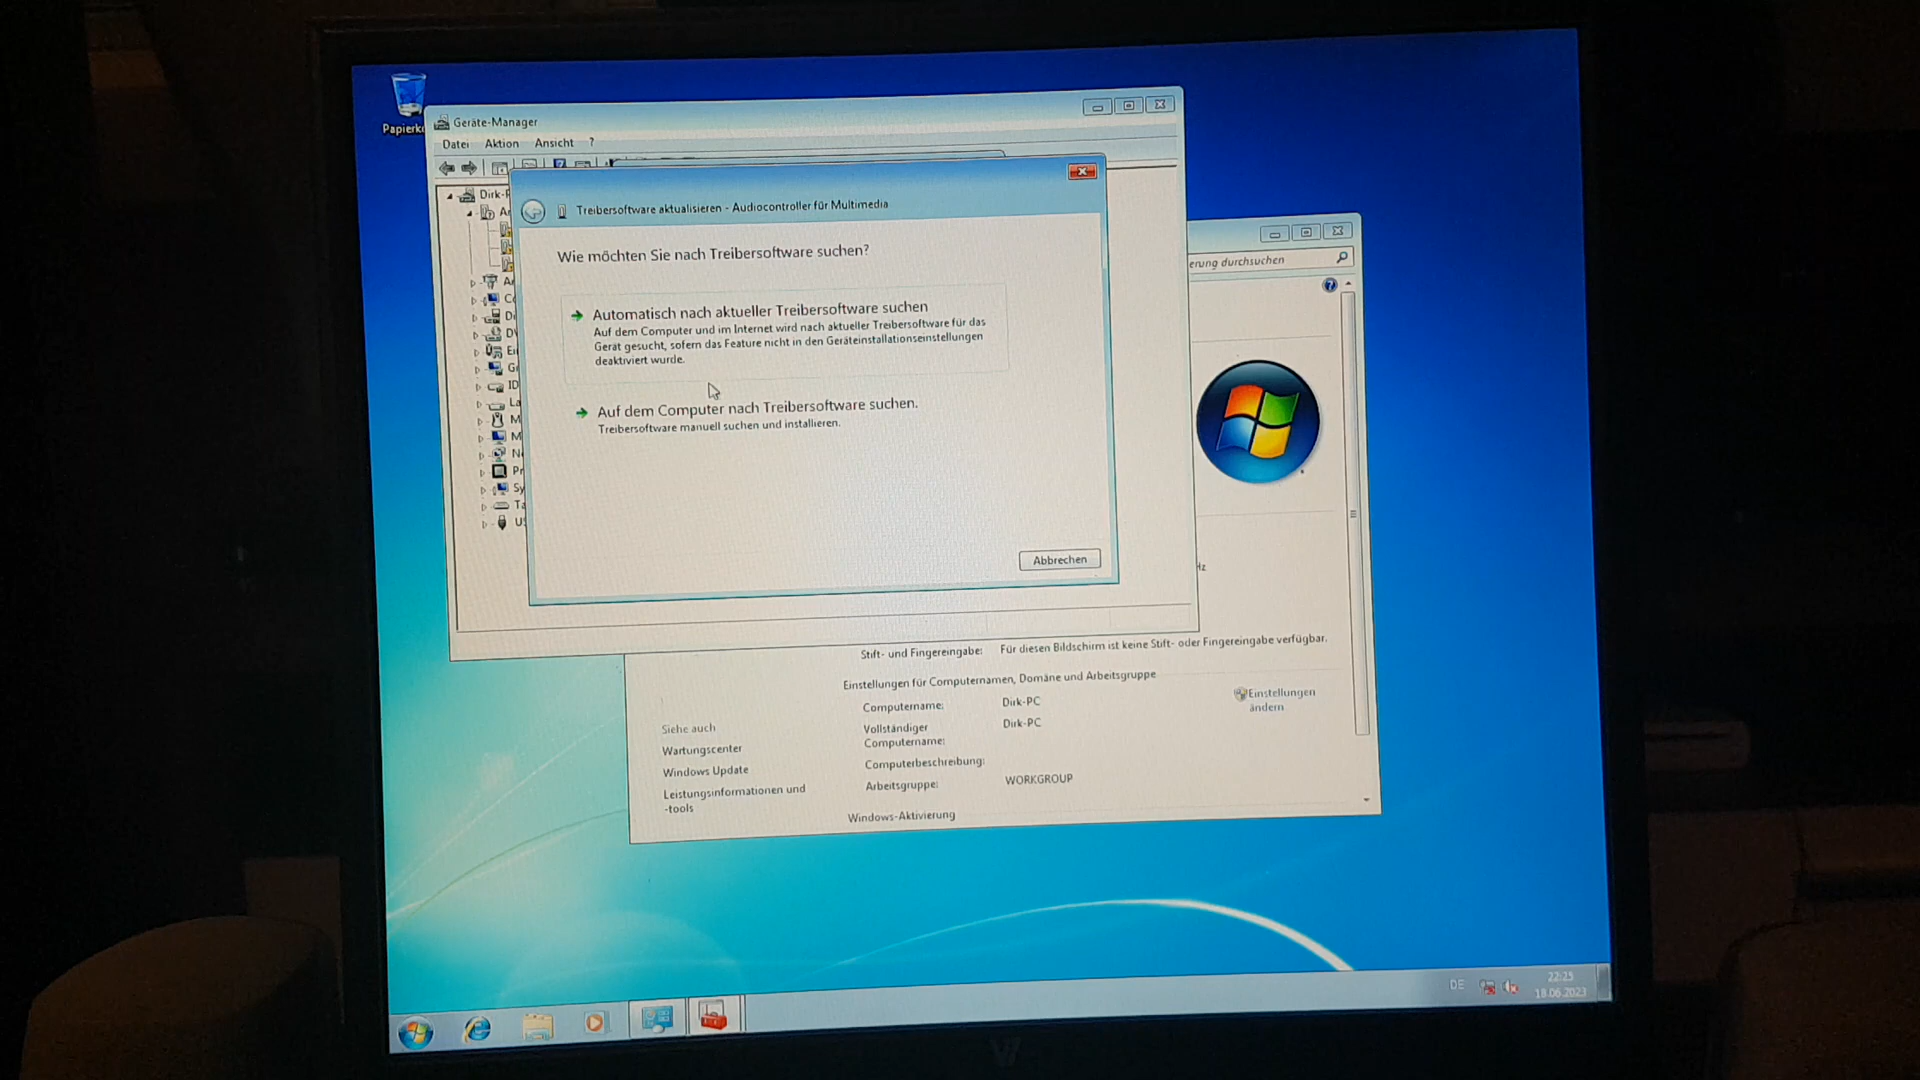 Geräte-Manager
Datei Aktion Ansicht ?
Treibersoftware aktualisieren - Audiocontroller für Multimedia
Wie möchten Sie nach Treibersoftware suchen?
Automatisch nach aktueller Treibersoftware suchen
Auf dem Computer und im Internet wird nach aktueller Treibersoftware für das
Gerät gesucht, sofern das Feature nicht in den Geräteinstallationseinstellungen
deaktiviert wurde.
Auf dem Computer nach Treibersoftware suchen.
Treibersoftware manuell suchen und installieren.
Abbrechen
erung durchsuchen
Hz
Stift- und Fingereingabe: Für diesen Bildschirm ist keine Stift- oder Fingereingabe verfügbar.
Einstellungen für Computernamen, Domäne und Arbeitsgruppe
Computername: Dirk-PC
Einstellungen
ändern
Vollständiger
Computername:
Dirk-PC
Computerbeschreibung:
Arbeitsgruppe: WORKGROUP
Windows-Aktivierung
Siehe auch
Wartungscenter
Windows Update
Leistungsinformationen und
-tools
DE
22:25
18.06.2023